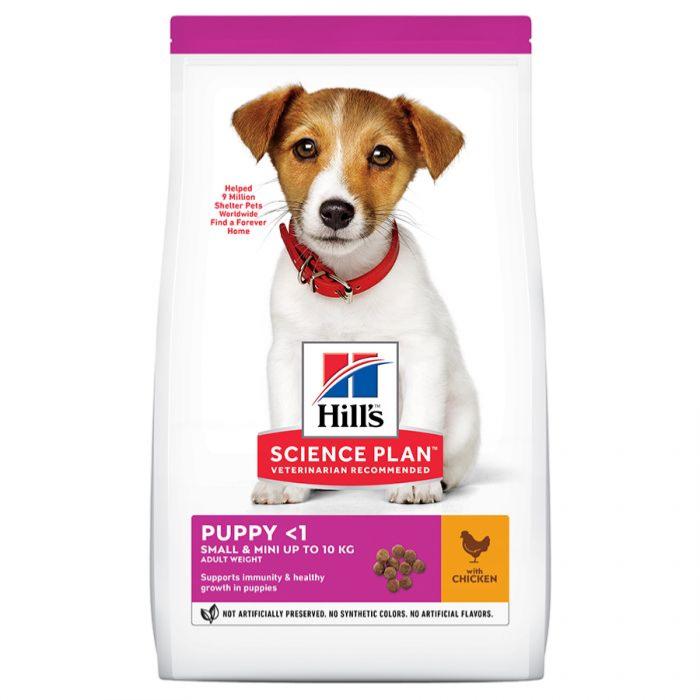 Helped
9 Million
Shelter Pets
Worldwide
Find a Forever
Home
Hill's™
SCIENCE PLAN™
VETERINARIAN RECOMMENDED
PUPPY <1
SMALL & MINI UP TO 10 KG
ADULT WEIGHT
Supports immunity & healthy
growth in puppies
with
CHICKEN
NOT ARTIFICIALLY PRESERVED. NO SYNTHETIC COLORS. NO ARTIFICIAL FLAVORS.